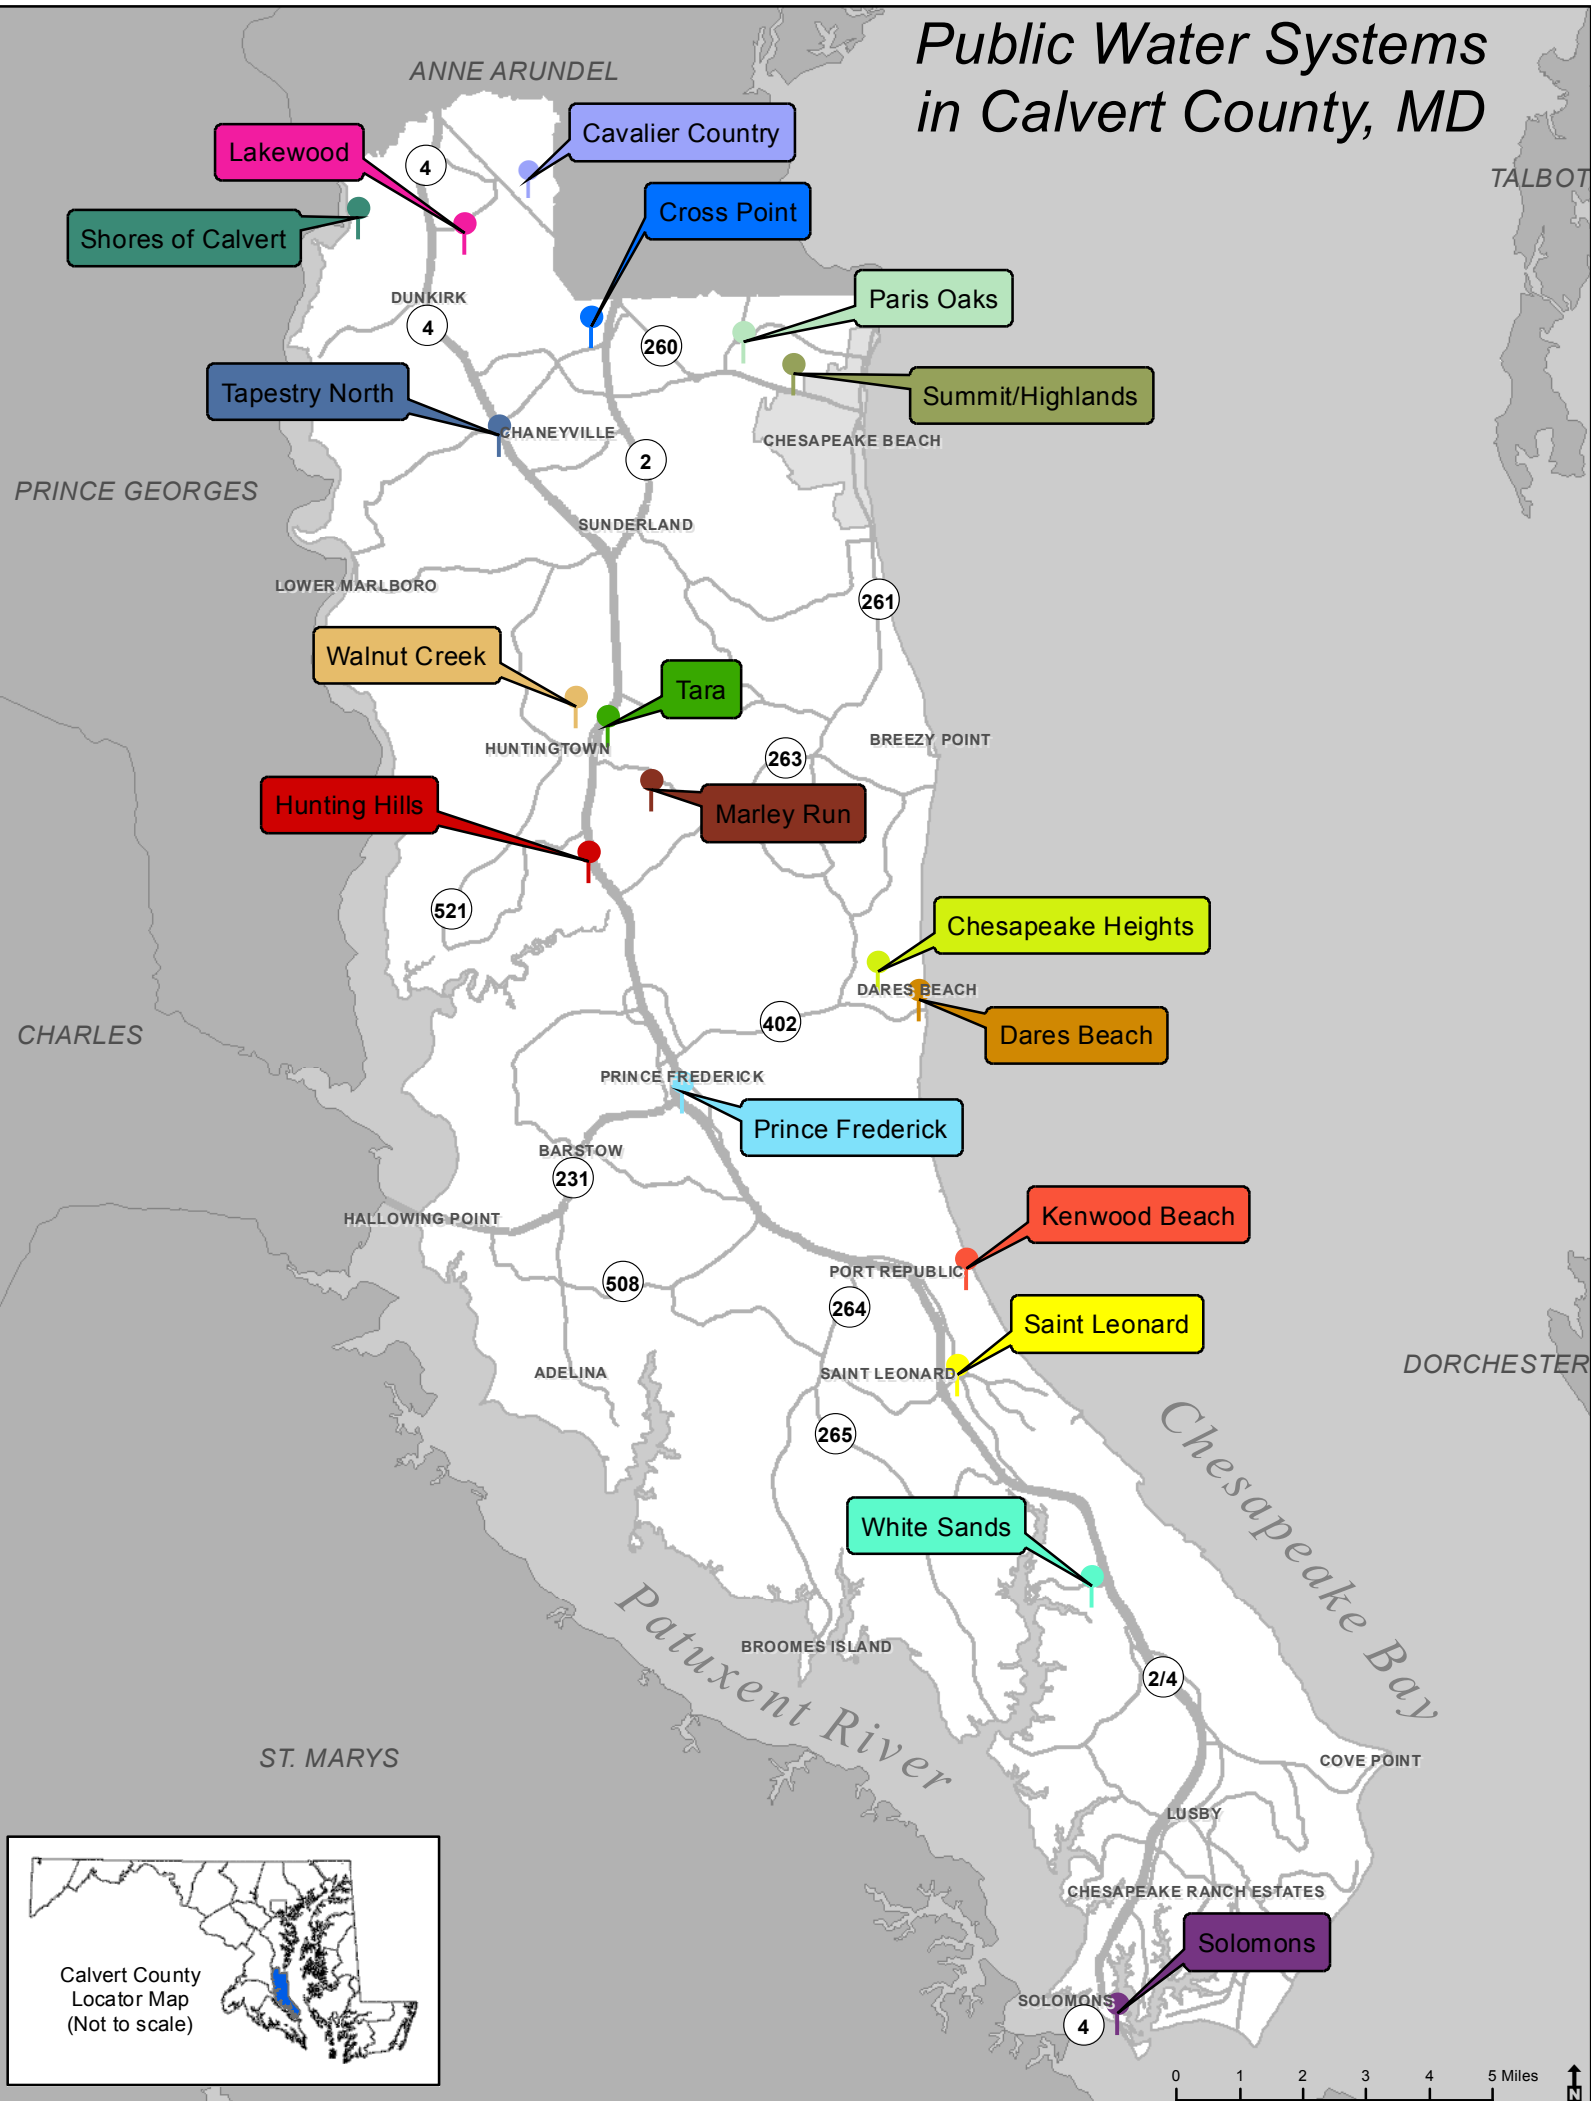 Public Water Systems
in Calvert County, MD
ANNE ARUNDEL
Cavalier Country
Lakewood
4
TALBOT
Cross Point
Shores of Calvert
DUNKIRK
Paris Oaks
4
260
Tapestry North
Summit/Highlands
CHANEYVILLE
CHESAPEAKE BEACH
2
PRINCE GEORGES
SUNDERLAND
LOWER MARLBORO
261
Walnut Creek
Tara
HUNTINGTOWN
BREEZY POINT
263
Hunting Hills
Marley Run
521
Chesapeake Heights
DARES BEACH
402
CHARLES
Dares Beach
PRINCE FREDERICK
Prince Frederick
BARSTOW
231
HALLOWING POINT
Kenwood Beach
PORT REPUBLIC
508
264
Saint Leonard
DORCHESTER
ADELINA
SAINT LEONARD
265
Chesapeake Bay
White Sands
Patuxent River
BROOMES ISLAND
2/4
ST. MARYS
COVE POINT
LUSBY
CHESAPEAKE RANCH ESTATES
Solomons
SOLOMONS
4
Calvert County
Locator Map
(Not to scale)
0 1 2 3 4 5 Miles
N